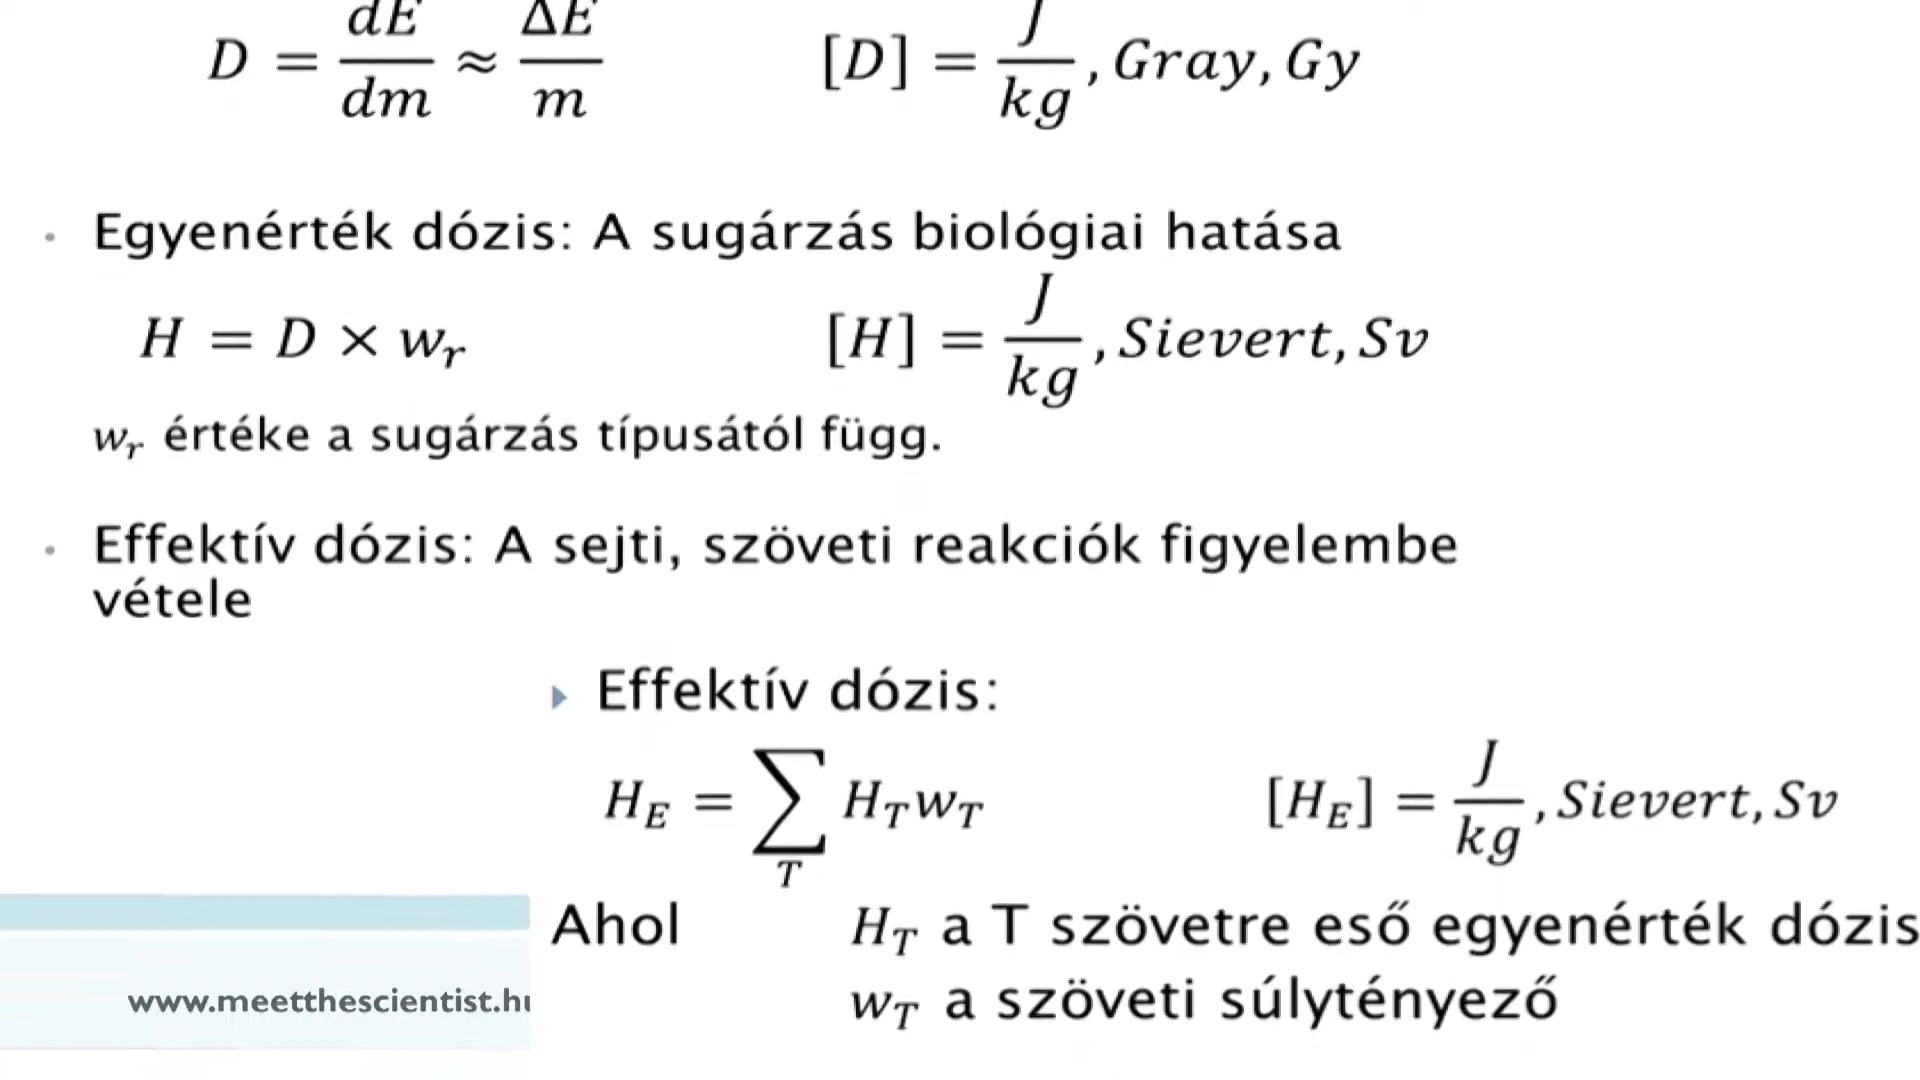 D = dE/dm ≈ ΔE/m [D] = J/kg, Gray, Gy
• Egyenérték dózis: A sugárzás biológiai hatása
H = D × w_r [H] = J/kg, Sievert, Sv
w_r értéke a sugárzás típusától függ.
• Effektív dózis: A sejti, szöveti reakciók figyelembe
vétele
Effektív dózis:
H_E = ∑_T H_T w_T [H_E] = J/kg, Sievert, Sv
Ahol H_T a T szövetre eső egyenérték dózis
w_T a szöveti súlytényező
www.meetthescientist.hu